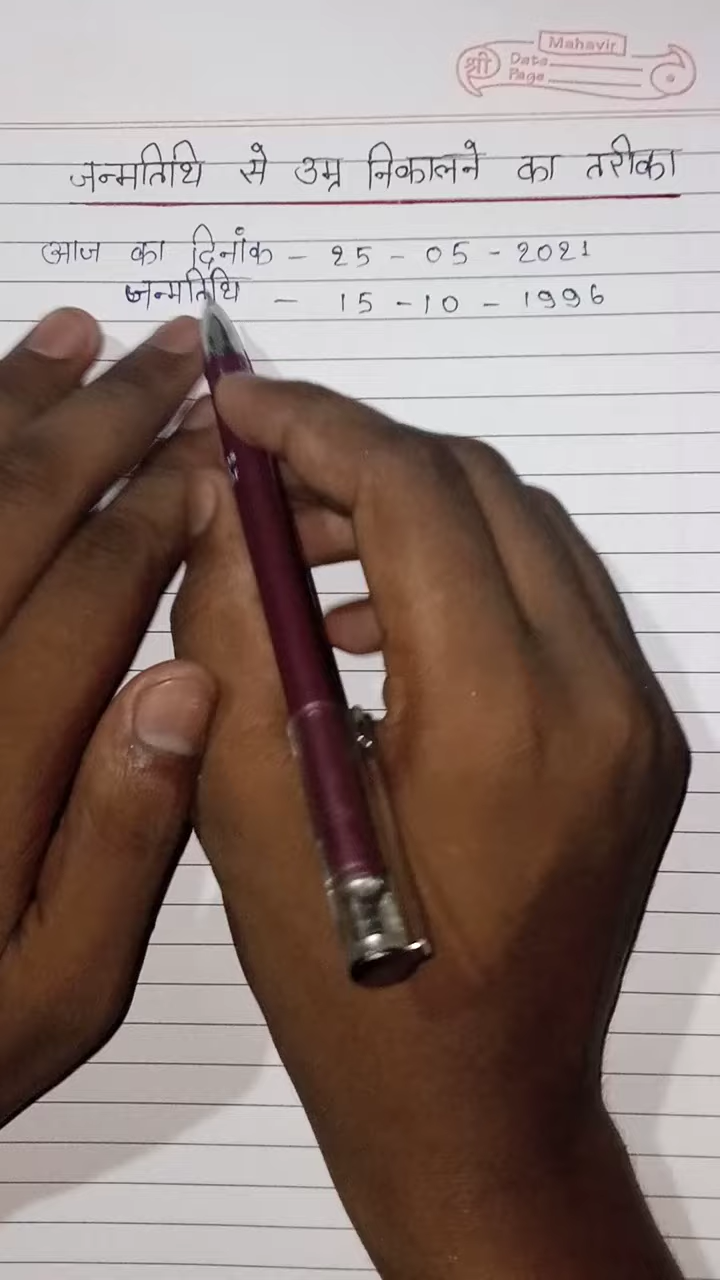 Mahavir
श्री Date
Page
जन्मतिथि से उम्र निकालने का तरीका
आज का दिनांक - 25 - 05 - 2021
जन्मतिथि - 15 - 10 - 1996